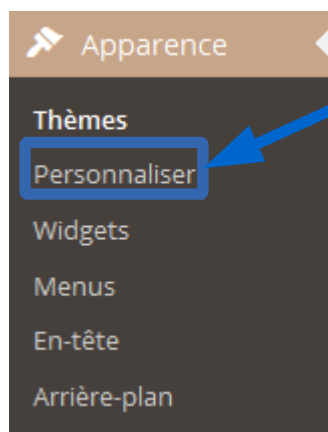 Apparence
Thèmes
Personnaliser
Widgets
Menus
En-tête
Arrière-plan